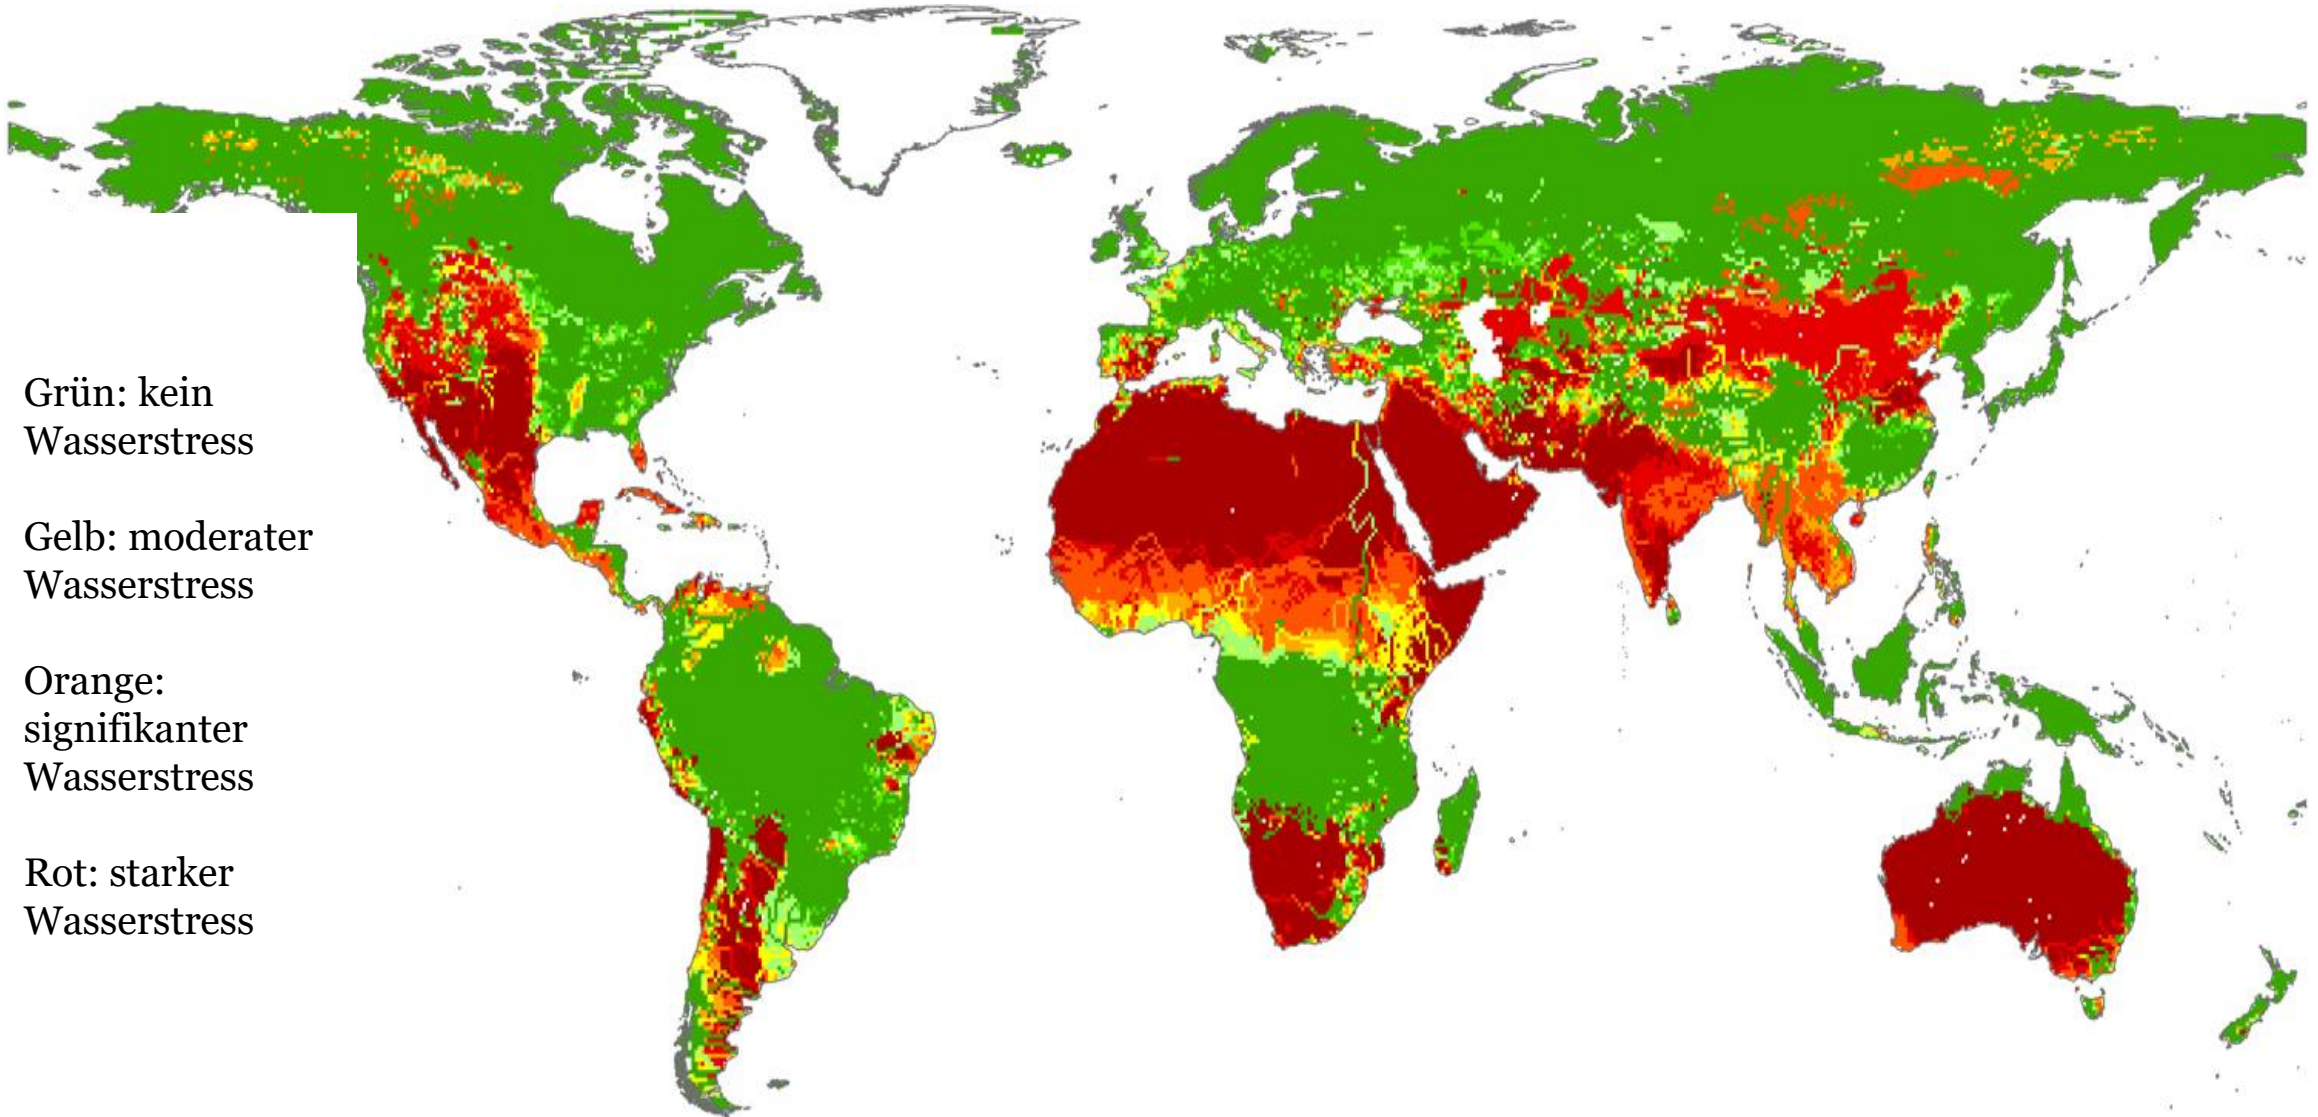 Grün: kein
Wasserstress
Gelb: moderater
Wasserstress
Orange:
signifikanter
Wasserstress
Rot: starker
Wasserstress